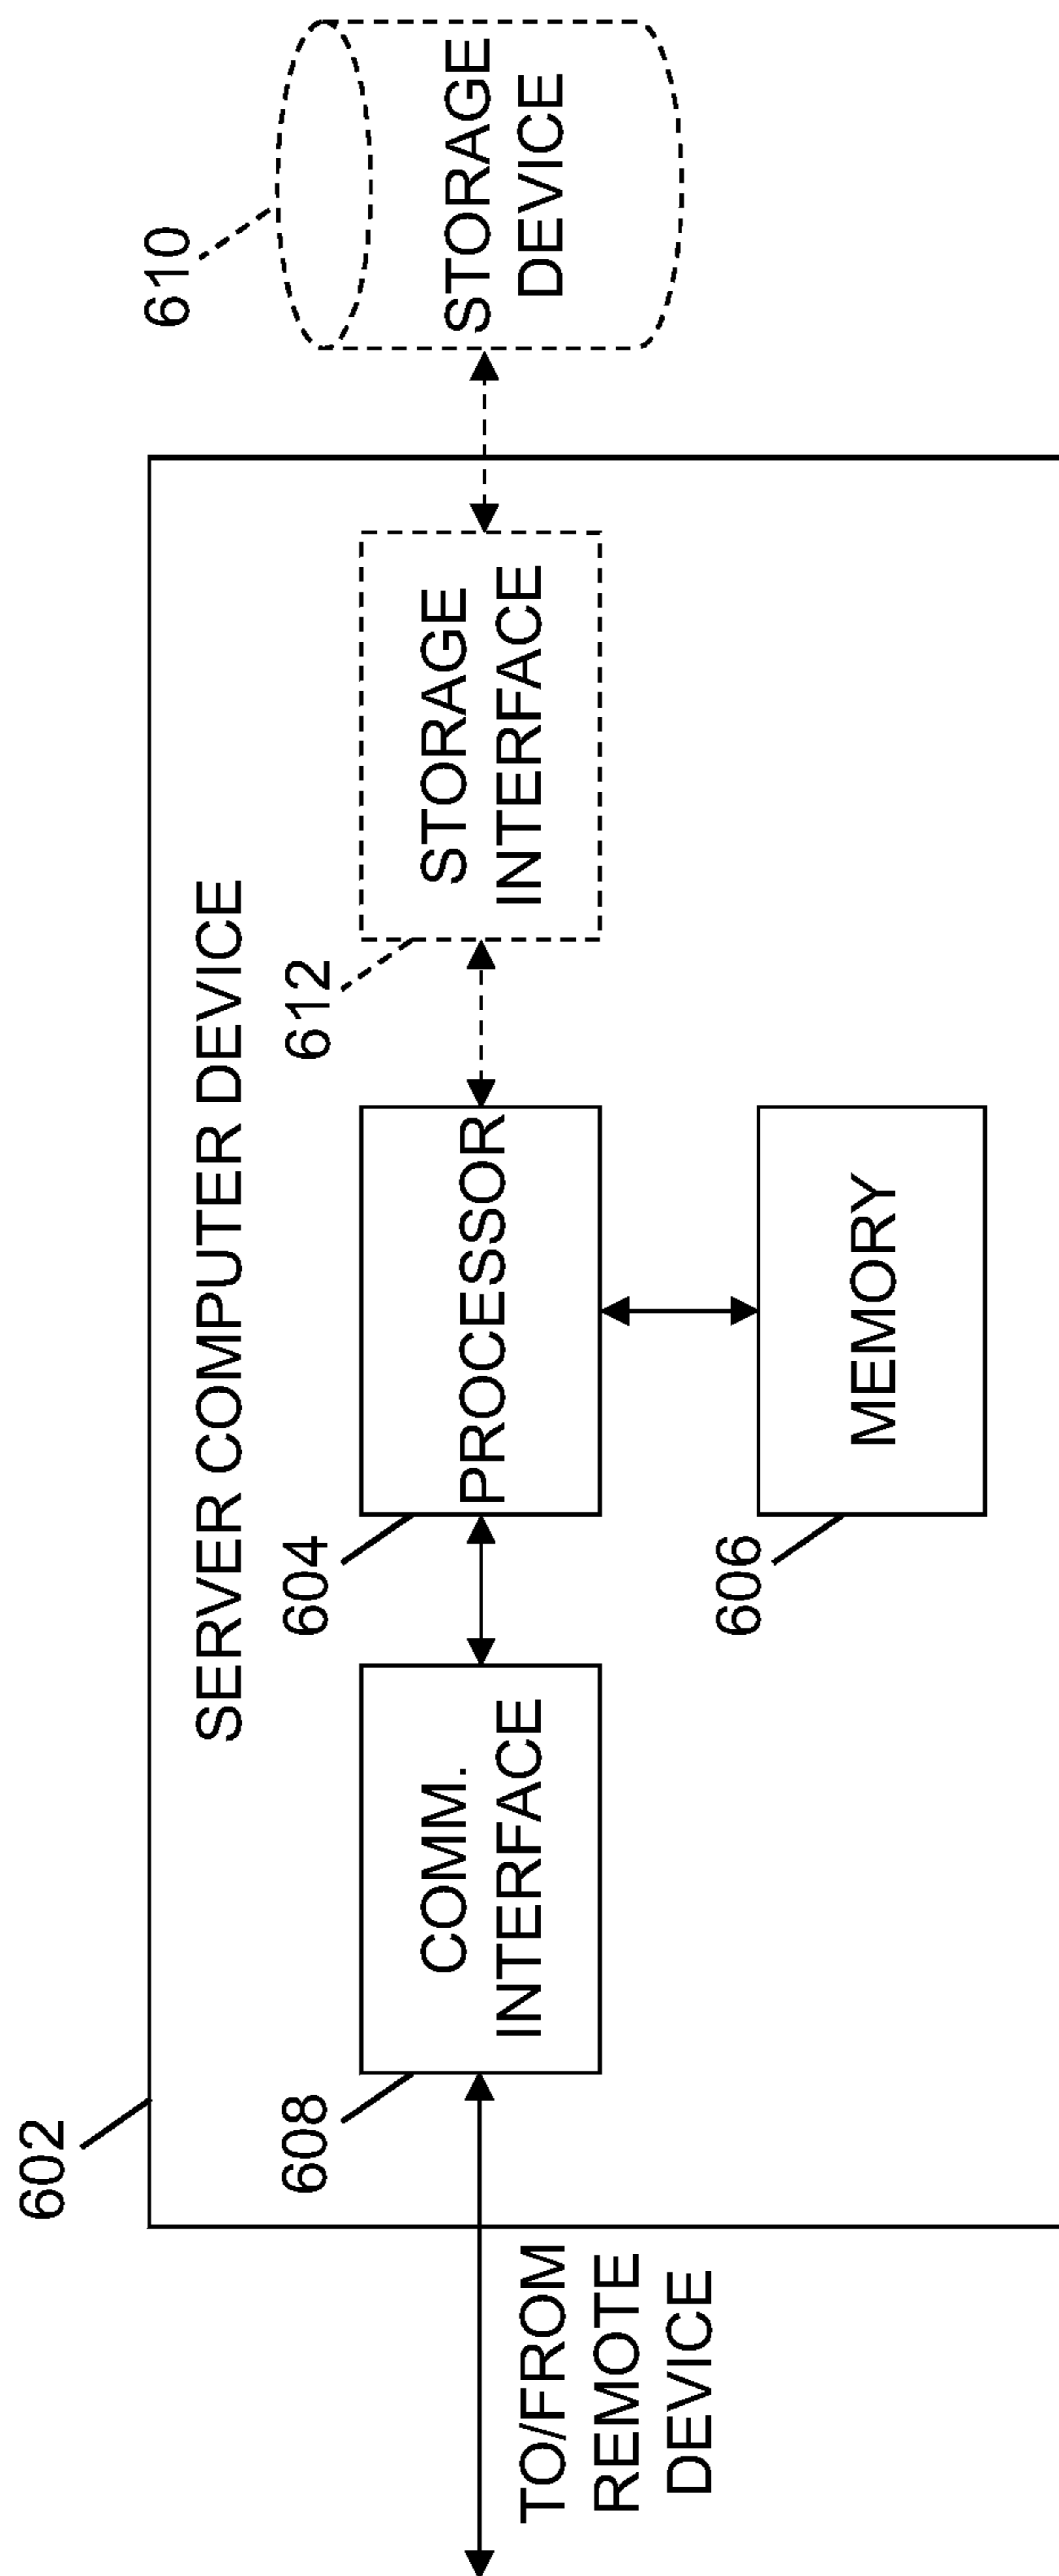 602
SERVER COMPUTER DEVICE
610
608
COMM.
INTERFACE
604
PROCESSOR
612
STORAGE
INTERFACE
STORAGE
DEVICE
TO/FROM
REMOTE
DEVICE
606
MEMORY